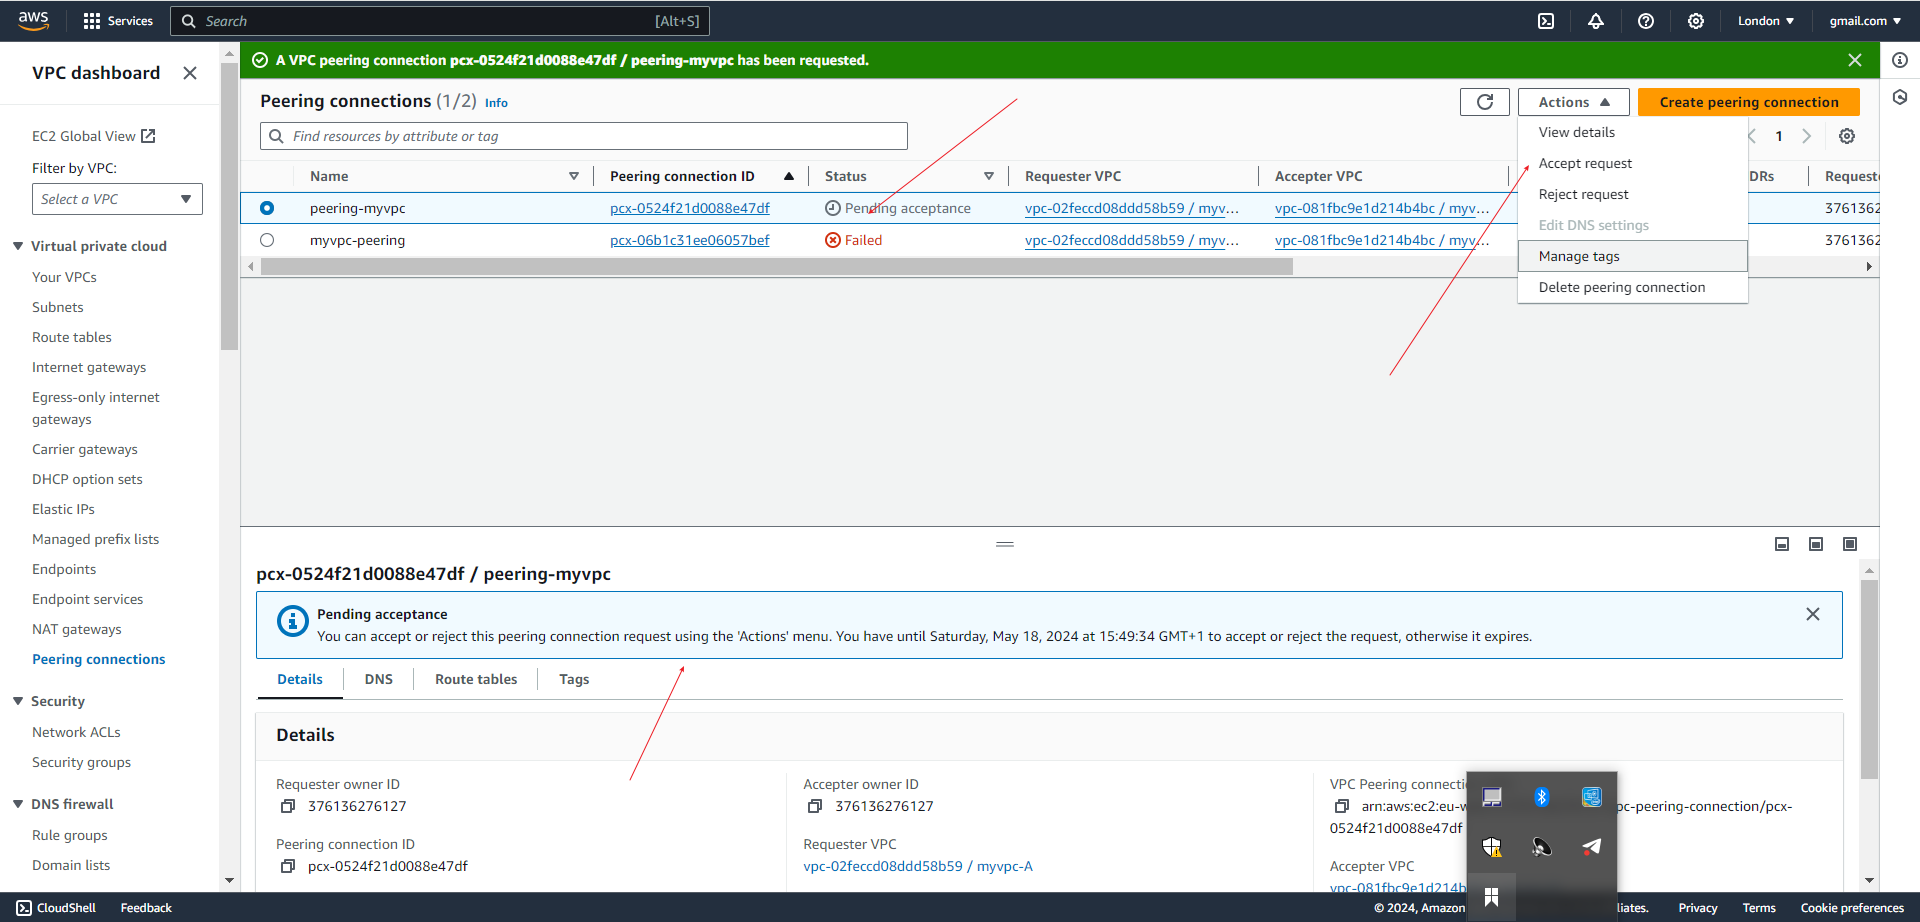 aws
Services
Search
[Alt+S]
London
gmail.com
VPC dashboard
EC2 Global View
Filter by VPC:
Select a VPC
Virtual private cloud
Your VPCs
Subnets
Route tables
Internet gateways
Egress-only internet
gateways
Carrier gateways
DHCP option sets
Elastic IPs
Managed prefix lists
Endpoints
Endpoint services
NAT gateways
Peering connections
Security
Network ACLs
Security groups
DNS firewall
Rule groups
Domain lists
A VPC peering connection pcx-0524f21d0088e47df / peering-myvpc has been requested.
Peering connections (1/2) Info
Actions
Create peering connection
Find resources by attribute or tag
1
View details
Accept request
Reject request
Edit DNS settings
Manage tags
Delete peering connection
Name Peering connection ID Status Requester VPC Accepter VPC DRs Requeste
peering-myvpc pcx-0524f21d0088e47df Pending acceptance vpc-02feccd08ddd58b59 / myv... vpc-081fbc9e1d214b4bc / myv... 3761362
myvpc-peering pcx-06b1c31ee06057bef Failed vpc-02feccd08ddd58b59 / myv... vpc-081fbc9e1d214b4bc / myv... 3761362
pcx-0524f21d0088e47df / peering-myvpc
Pending acceptance
You can accept or reject this peering connection request using the 'Actions' menu. You have until Saturday, May 18, 2024 at 15:49:34 GMT+1 to accept or reject the request, otherwise it expires.
Details DNS Route tables Tags
Details
Requester owner ID
376136276127
Peering connection ID
pcx-0524f21d0088e47df
Accepter owner ID
376136276127
Requester VPC
vpc-02feccd08ddd58b59 / myvpc-A
VPC Peering connecti
arn:aws:ec2:eu-w pc-peering-connection/pcx-
0524f21d0088e47df
Accepter VPC
vpc-081fbc9e1d214b
CloudShell Feedback
© 2024, Amazon liates. Privacy Terms Cookie preferences